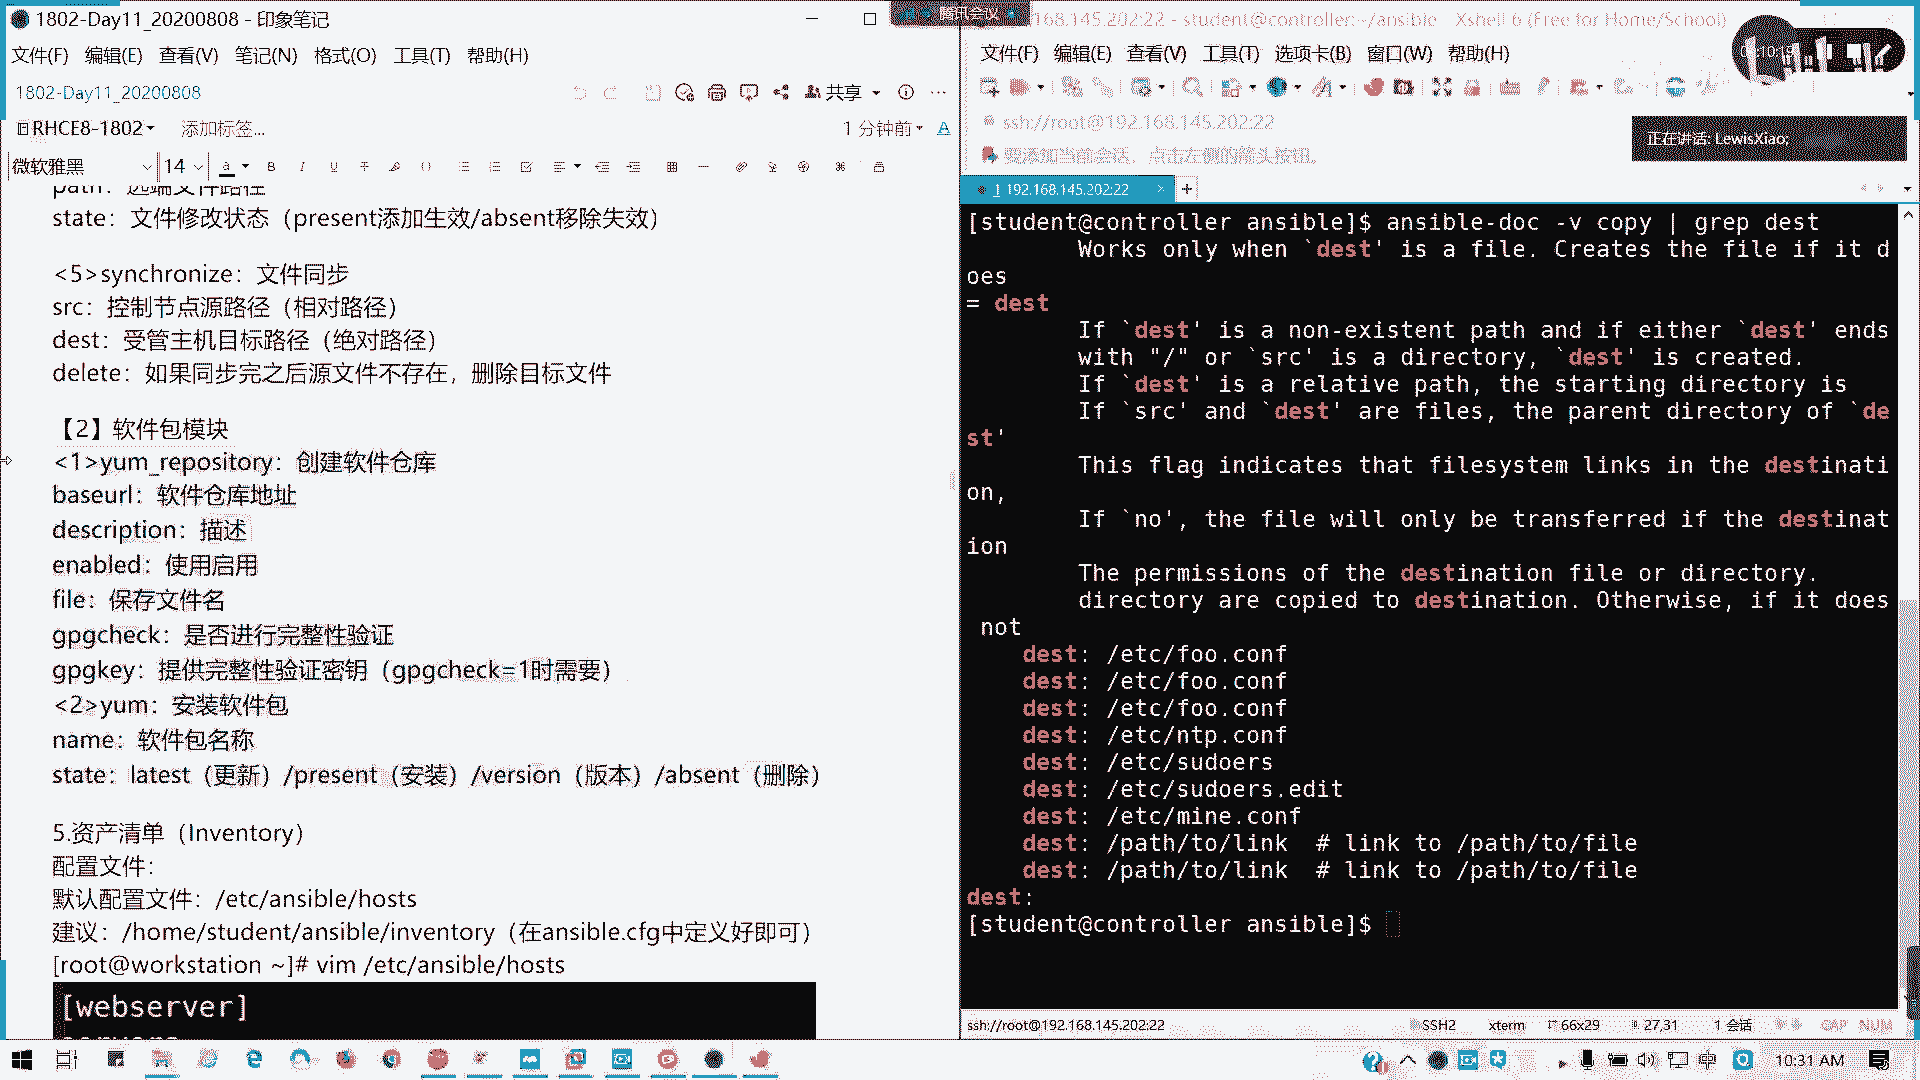 1802-Day11_20200808 - 印象笔记
文件(F) 编辑(E) 查看(V) 笔记(N) 格式(O) 工具(T) 帮助(H)
1802-Day11_20200808
共享
RHCE8-1802
添加标签...
1 分钟前
微软雅黑
14
path：远端文件路径
state：文件修改状态（present添加生效/absent移除失效）
<5>synchronize：文件同步
src：控制节点源路径（相对路径）
dest：受管主机目标路径（绝对路径）
delete：如果同步完之后源文件不存在，删除目标文件
【2】软件包模块
<1>yum_repository：创建软件仓库
baseurl：软件仓库地址
description：描述
enabled：使用启用
file：保存文件名
gpgcheck：是否进行完整性验证
gpgkey：提供完整性验证密钥（gpgcheck=1时需要）
<2>yum：安装软件包
name：软件包名称
state：latest（更新）/present（安装）/version（版本）/absent（删除）
5.资产清单（Inventory）
配置文件：
默认配置文件：/etc/ansible/hosts
建议：/home/student/ansible/inventory（在ansible.cfg中定义好即可）
[root@workstation ~]# vim /etc/ansible/hosts
[webserver]
腾讯会议
168.145.202:22 - student@controller:~/ansible - Xshell 6 (Free for Home/School)
文件(F) 编辑(E) 查看(V) 工具(T) 选项卡(B) 窗口(W) 帮助(H)
ssh://root@192.168.145.202:22
正在讲话: LewisXiao;
要添加当前会话，点击左侧的箭头按钮。
1 192.168.145.202:22
[student@controller ansible]$ ansible-doc -v copy | grep dest
Works only when `dest' is a file. Creates the file if it d
oes
= dest
If `dest' is a non-existent path and if either `dest' ends
with "/" or `src' is a directory, `dest' is created.
If `dest' is a relative path, the starting directory is
If `src' and `dest' are files, the parent directory of `de
st'
This flag indicates that filesystem links in the destinati
on,
If `no', the file will only be transferred if the destinat
ion
The permissions of the destination file or directory.
directory are copied to destination. Otherwise, if it does
not
dest: /etc/foo.conf
dest: /etc/foo.conf
dest: /etc/foo.conf
dest: /etc/ntp.conf
dest: /etc/sudoers
dest: /etc/sudoers.edit
dest: /etc/mine.conf
dest: /path/to/link # link to /path/to/file
dest: /path/to/link # link to /path/to/file
dest:
[student@controller ansible]$
ssh://root@192.168.145.202:22
SSH2
xterm
66x29
27,31
1 会话
CAP NUM
中
10:31 AM